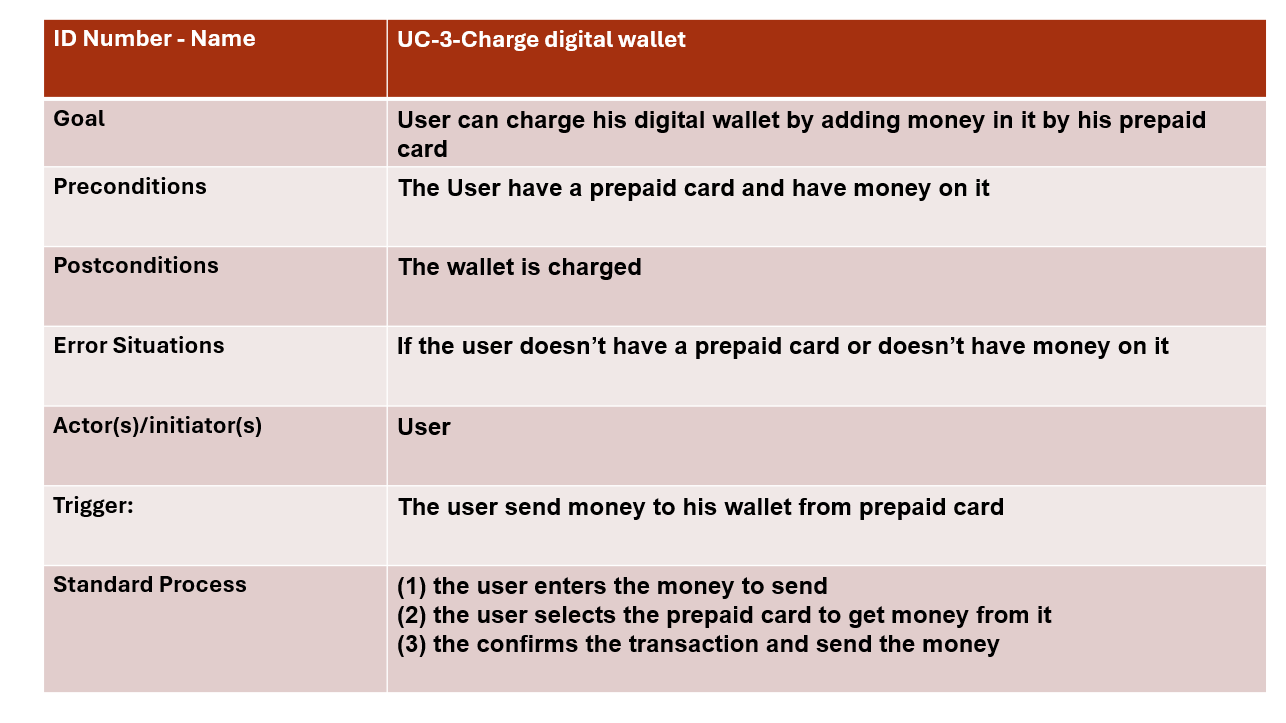 ID Number - Name
UC-3-Charge digital wallet
Goal
User can charge his digital wallet by adding money in it by his prepaid
card
Preconditions
The User have a prepaid card and have money on it
Postconditions
The wallet is charged
Error Situations
If the user doesn’t have a prepaid card or doesn’t have money on it
Actor(s)/initiator(s)
User
Trigger:
The user send money to his wallet from prepaid card
Standard Process
(1) the user enters the money to send
(2) the user selects the prepaid card to get money from it
(3) the confirms the transaction and send the money